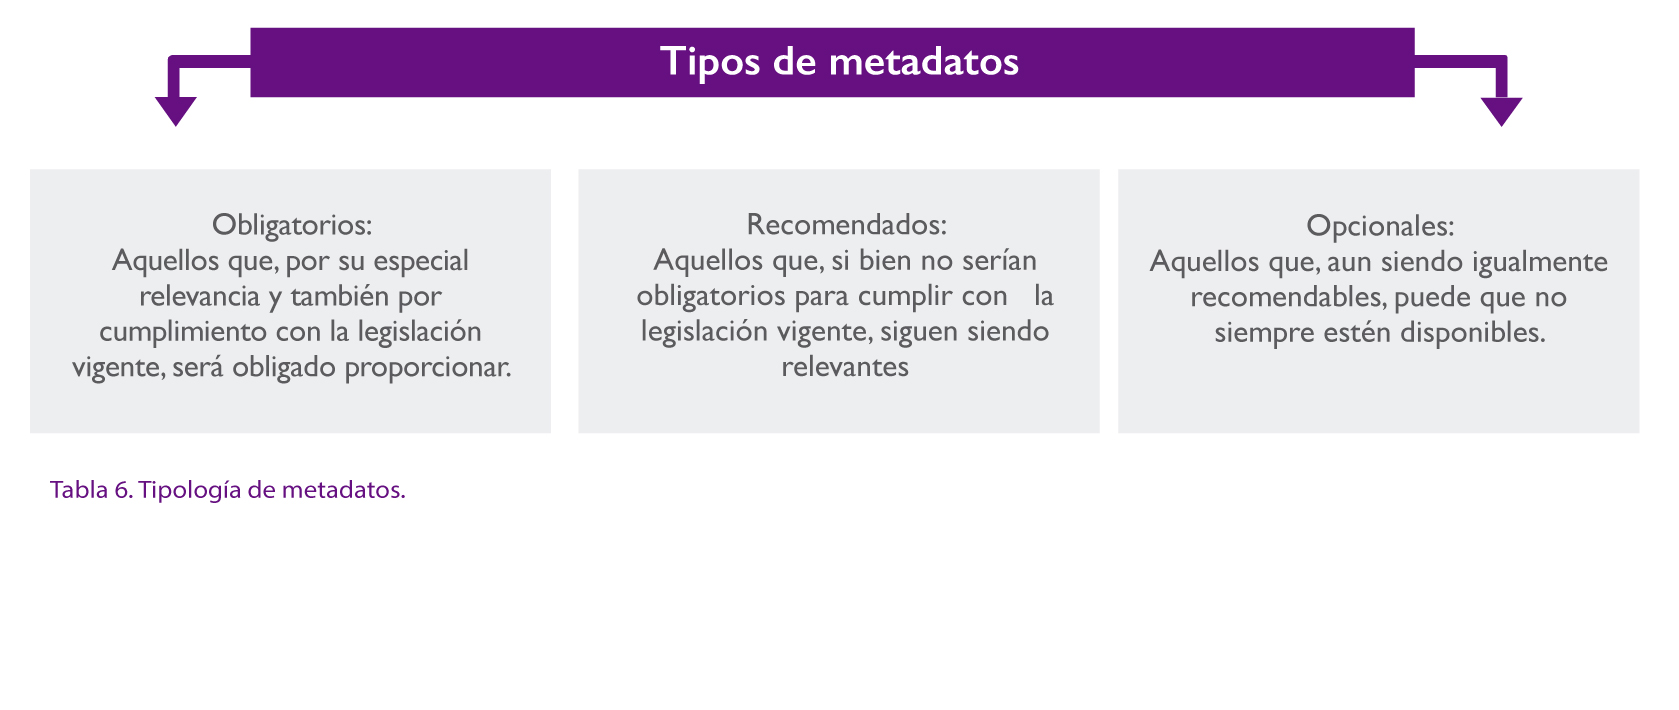 Tipos de metadatos
Obligatorios:
Aquellos que, por su especial
relevancia y también por
cumplimiento con la legislación
vigente, será obligado proporcionar.
Recomendados:
Aquellos que, si bien no serían
obligatorios para cumplir con la
legislación vigente, siguen siendo
relevantes
Opcionales:
Aquellos que, aun siendo igualmente
recomendables, puede que no
siempre estén disponibles.
Tabla 6. Tipología de metadatos.